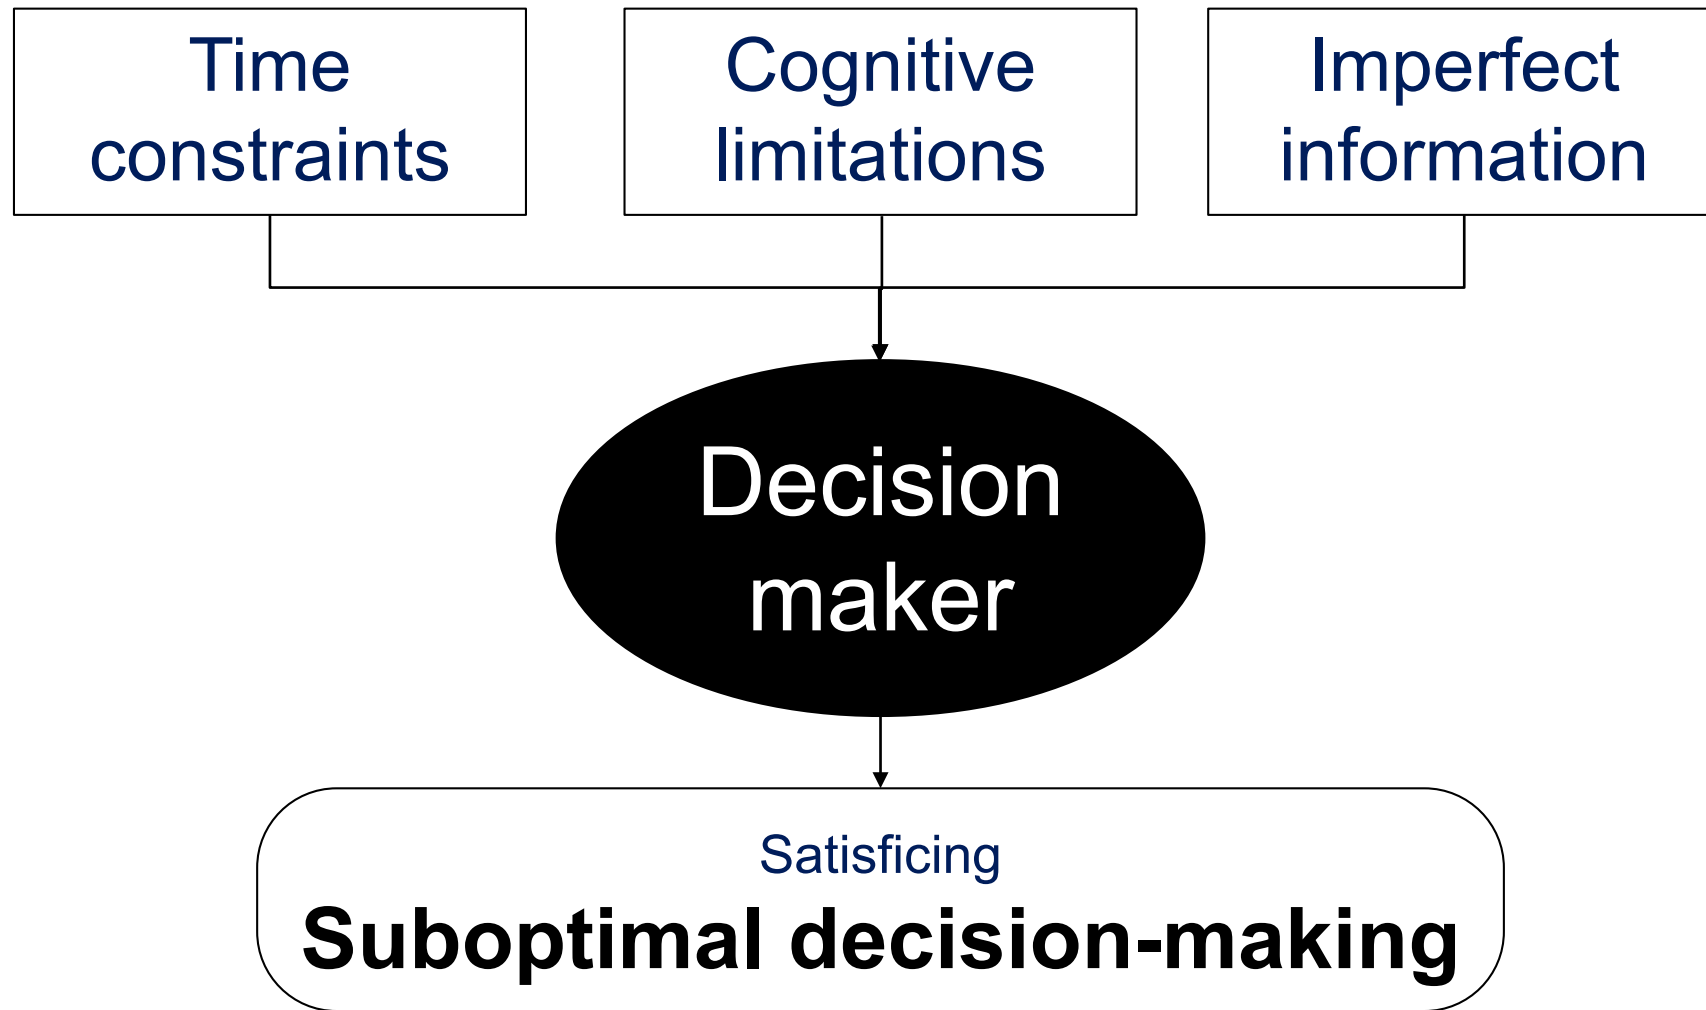 Time
constraints
Cognitive
limitations
Imperfect
information
Decision
maker
Satisficing
Suboptimal decision-making